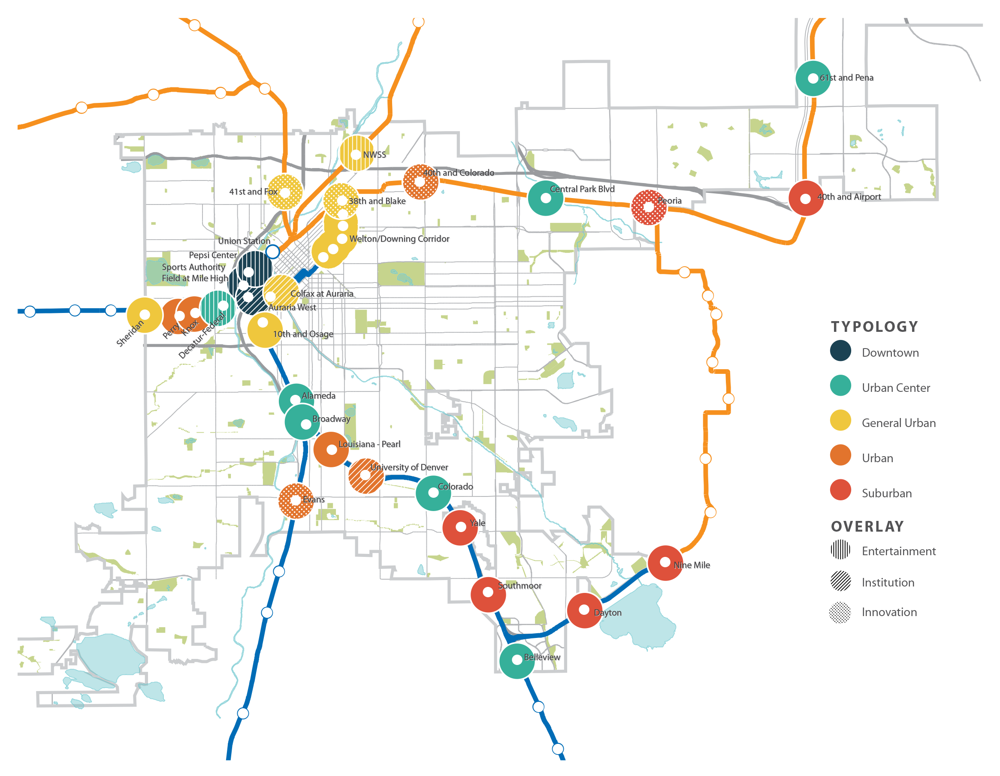 61st and Pena
NWSS
40th and Colorado
Central Park Blvd
41st and Fox
38th and Blake
Peoria
40th and Airport
Union Station
Welton/Downing Corridor
Pepsi Center
Sports Authority
Field at Mile High
Colfax at Auraria
Auraria West
Sheridan
Perry
Knox
Decatur-Federal
10th and Osage
Alameda
Broadway
Louisiana - Pearl
University of Denver
Colorado
Evans
Yale
Nine Mile
Southmoor
Dayton
Belleview
TYPOLOGY
Downtown
Urban Center
General Urban
Urban
Suburban
OVERLAY
Entertainment
Institution
Innovation